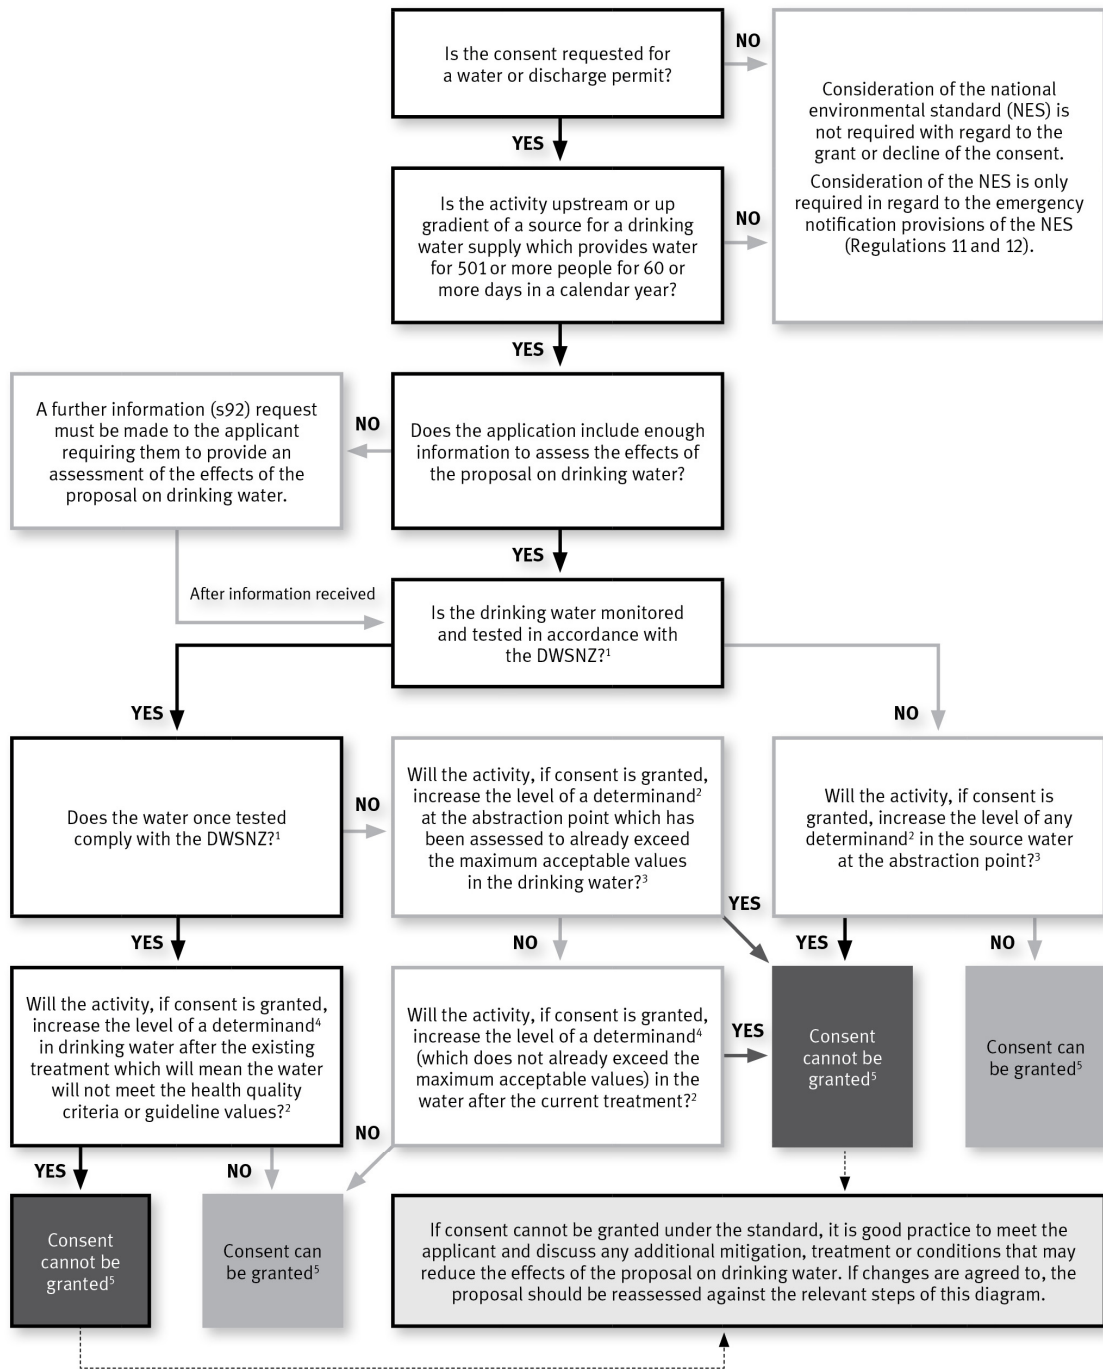 Is the consent requested for
a water or discharge permit?
NO
Consideration of the national
environmental standard (NES) is
not required with regard to the
grant or decline of the consent.
Consideration of the NES is only
required in regard to the emergency
notification provisions of the NES
(Regulations 11 and 12).
YES
Is the activity upstream or up
gradient of a source for a drinking
water supply which provides water
for 501 or more people for 60 or
more days in a calendar year?
NO
YES
A further information (s92) request
must be made to the applicant
requiring them to provide an
assessment of the effects of the
proposal on drinking water.
NO
Does the application include enough
information to assess the effects of
the proposal on drinking water?
YES
After information received
Is the drinking water monitored
and tested in accordance with
the DWSNZ?¹
YES
NO
Does the water once tested
comply with the DWSNZ?¹
NO
Will the activity, if consent is granted,
increase the level of a determinand²
at the abstraction point which has
been assessed to already exceed
the maximum acceptable values
in the drinking water?³
Will the activity, if consent is
granted, increase the level of any
determinand² in the source water
at the abstraction point?³
YES
YES
NO
YES
NO
Will the activity, if consent is granted,
increase the level of a determinand⁴
in drinking water after the existing
treatment which will mean the water
will not meet the health quality
criteria or guideline values?²
Will the activity, if consent is granted,
increase the level of a determinand⁴
(which does not already exceed the
maximum acceptable values) in the
water after the current treatment?²
YES
Consent
cannot be
granted⁵
Consent can
be granted⁵
NO
YES
NO
Consent
cannot be
granted⁵
Consent can
be granted⁵
If consent cannot be granted under the standard, it is good practice to meet the
applicant and discuss any additional mitigation, treatment or conditions that may
reduce the effects of the proposal on drinking water. If changes are agreed to, the
proposal should be reassessed against the relevant steps of this diagram.